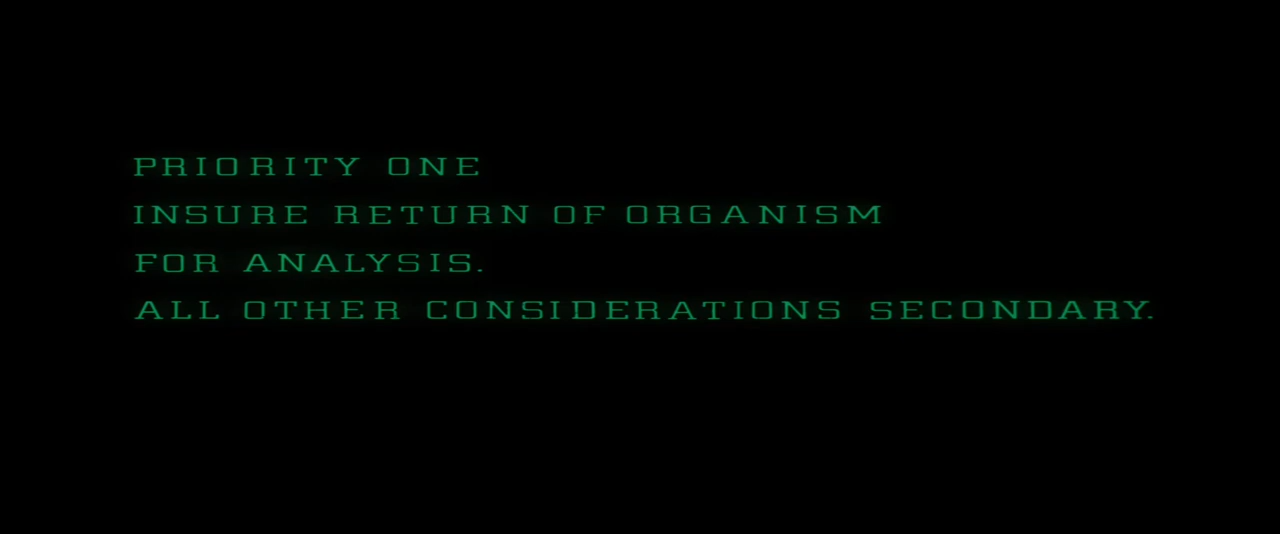 PRIORITY ONE
INSURE RETURN OF ORGANISM
FOR ANALYSIS.
ALL OTHER CONSIDERATIONS SECONDARY.